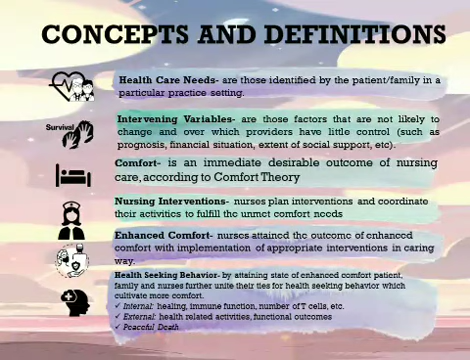 CONCEPTS AND DEFINITIONS
Health Care Needs- are those identified by the patient/family in a
particular practice setting.
Survival
Intervening Variables- are those factors that are not likely to
change and over which providers have little control (such as
prognosis, financial situation, extent of social support, etc).
Comfort- is an immediate desirable outcome of nursing
care, according to Comfort Theory
Nursing Interventions- nurses plan interventions and coordinate
their activities to fulfill the unmet comfort needs
Enhanced Comfort- nurses attained the outcome of enhanced
comfort with implementation of appropriate interventions in caring
way.
Health Seeking Behavior- by attaining state of enhanced comfort patient,
family and nurses further unite their ties for health seeking behavior which
cultivate more comfort.
✓ Internal: healing, immune function, number of T cells, etc.
✓ External: health related activities, functional outcomes
✓ Peaceful Death.